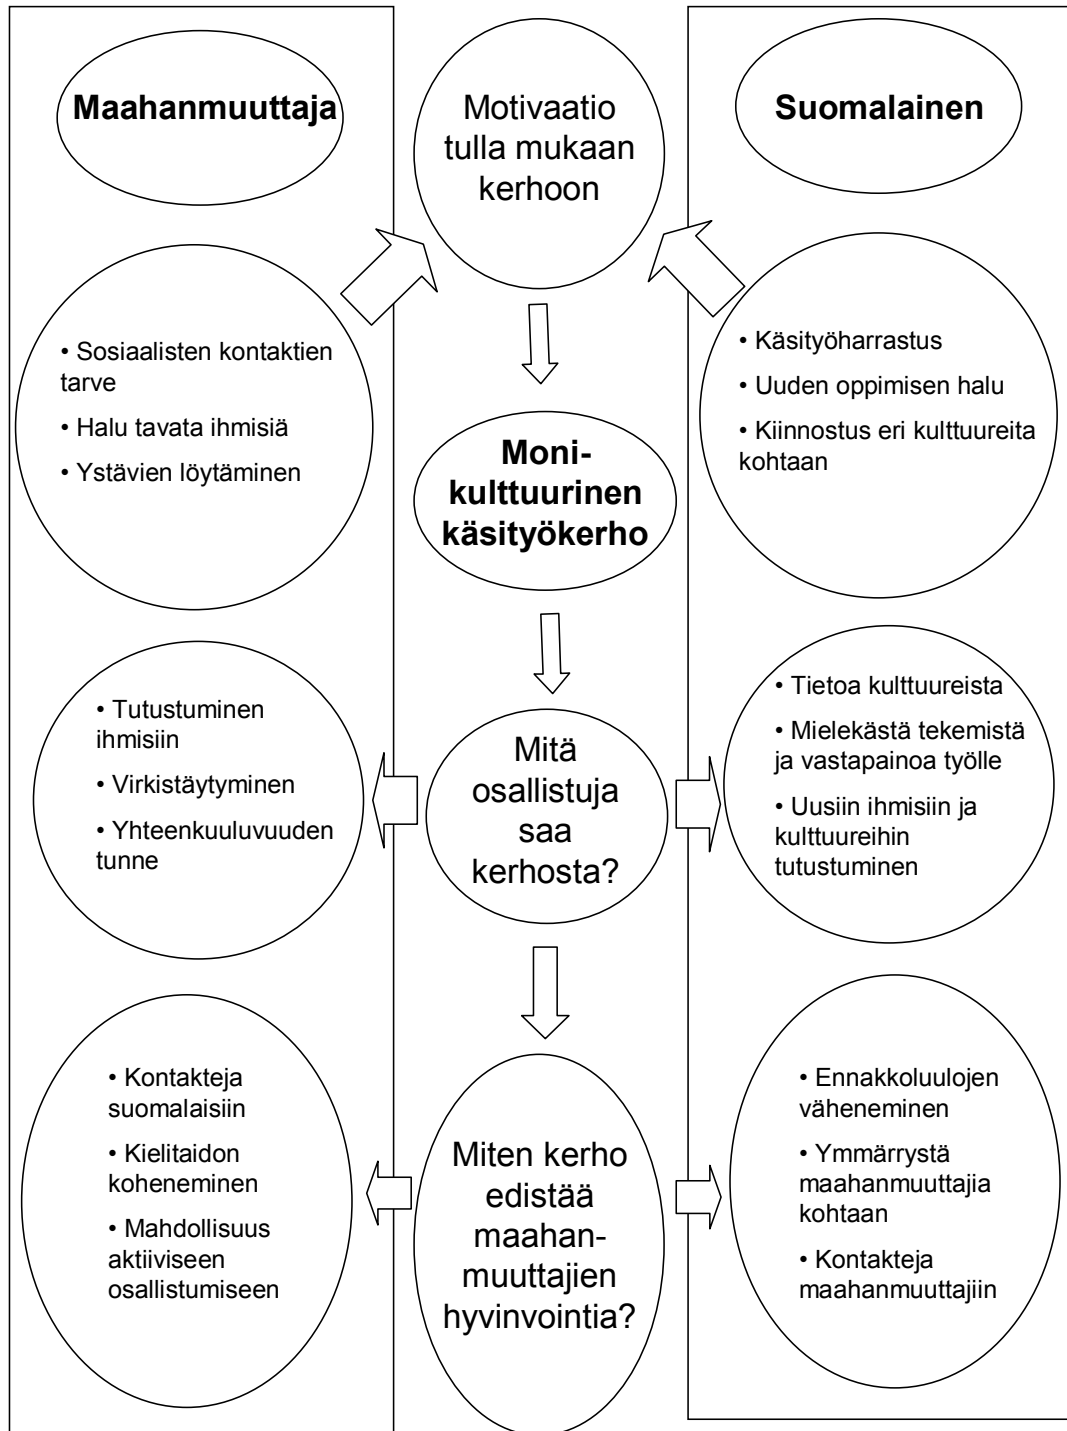 Maahanmuuttaja
Motivaatio
tulla mukaan
kerhoon
Suomalainen
• Sosiaalisten kontaktien
tarve
• Halu tavata ihmisiä
• Ystävien löytäminen
• Käsityöharrastus
• Uuden oppimisen halu
• Kiinnostus eri kulttuureita
kohtaan
Moni-
kulttuurinen
käsityökerho
• Tutustuminen
ihmisiin
• Virkistäytyminen
• Yhteenkuuluvuuden
tunne
Mitä
osallistuja
saa
kerhosta?
• Tietoa kulttuureista
• Mielekästä tekemistä
ja vastapainoa työlle
• Uusiin ihmisiin ja
kulttuureihin
tutustuminen
• Kontakteja
suomalaisiin
• Kielitaidon
koheneminen
• Mahdollisuus
aktiiviseen
osallistumiseen
Miten kerho
edistää
maahan-
muuttajien
hyvinvointia?
• Ennakkoluulojen
väheneminen
• Ymmärrystä
maahanmuuttajia
kohtaan
• Kontakteja
maahanmuuttajiin